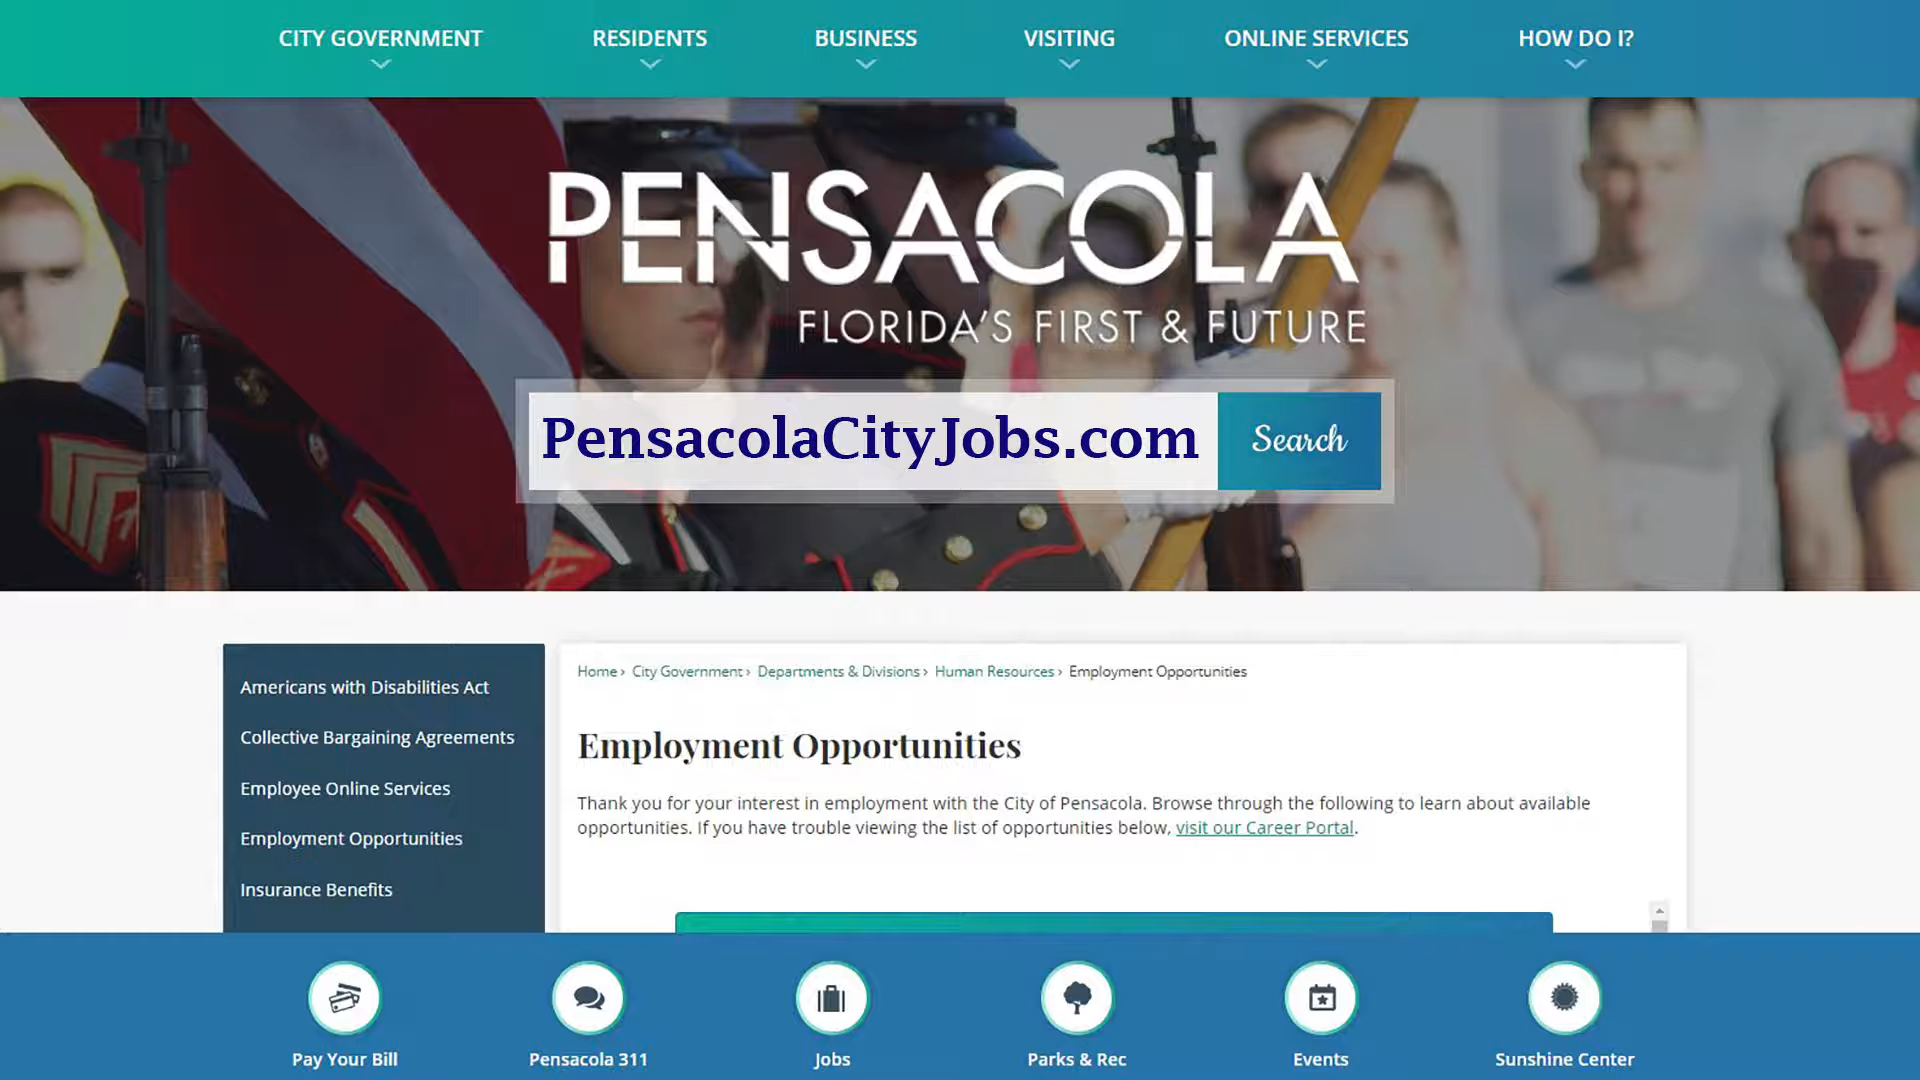 CITY GOVERNMENT
RESIDENTS
BUSINESS
VISITING
ONLINE SERVICES
HOW DO I?
PENSACOLA
FLORIDA'S FIRST & FUTURE
PensacolaCityJobs.com
Search
Americans with Disabilities Act
Collective Bargaining Agreements
Employee Online Services
Employment Opportunities
Insurance Benefits
Home › City Government › Departments & Divisions › Human Resources › Employment Opportunities
Employment Opportunities
Thank you for your interest in employment with the City of Pensacola. Browse through the following to learn about available
opportunities. If you have trouble viewing the list of opportunities below, visit our Career Portal.
Pay Your Bill
Pensacola 311
Jobs
Parks & Rec
Events
Sunshine Center